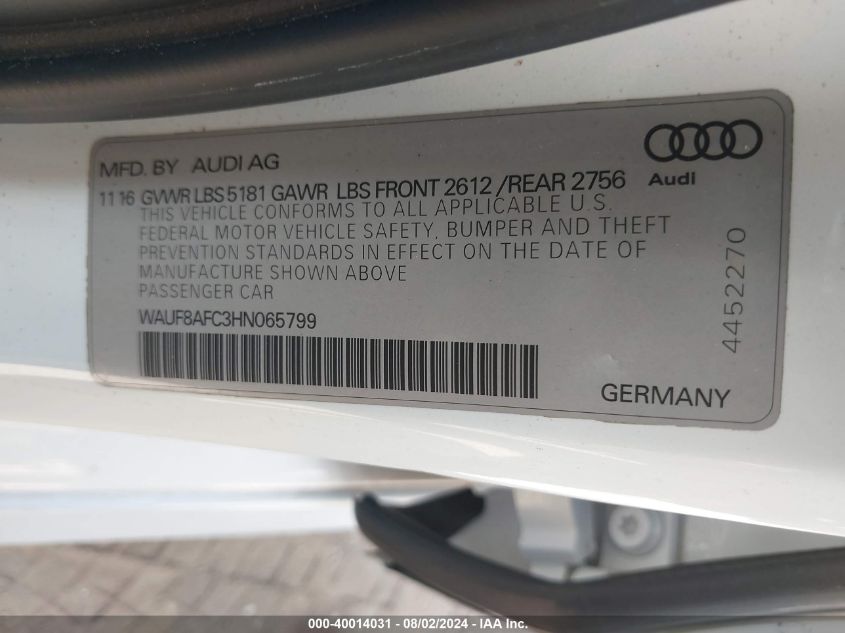 MFD. BY AUDI AG
Audi
11 16 GVWR LBS 5181 GAWR LBS FRONT 2612 /REAR 2756
THIS VEHICLE CONFORMS TO ALL APPLICABLE U.S.
FEDERAL MOTOR VEHICLE SAFETY, BUMPER AND THEFT
PREVENTION STANDARDS IN EFFECT ON THE DATE OF
MANUFACTURE SHOWN ABOVE
PASSENGER CAR
WAUF8AFC3HN065799
4452270
GERMANY
000-40014031 - 08/02/2024 - IAA Inc.